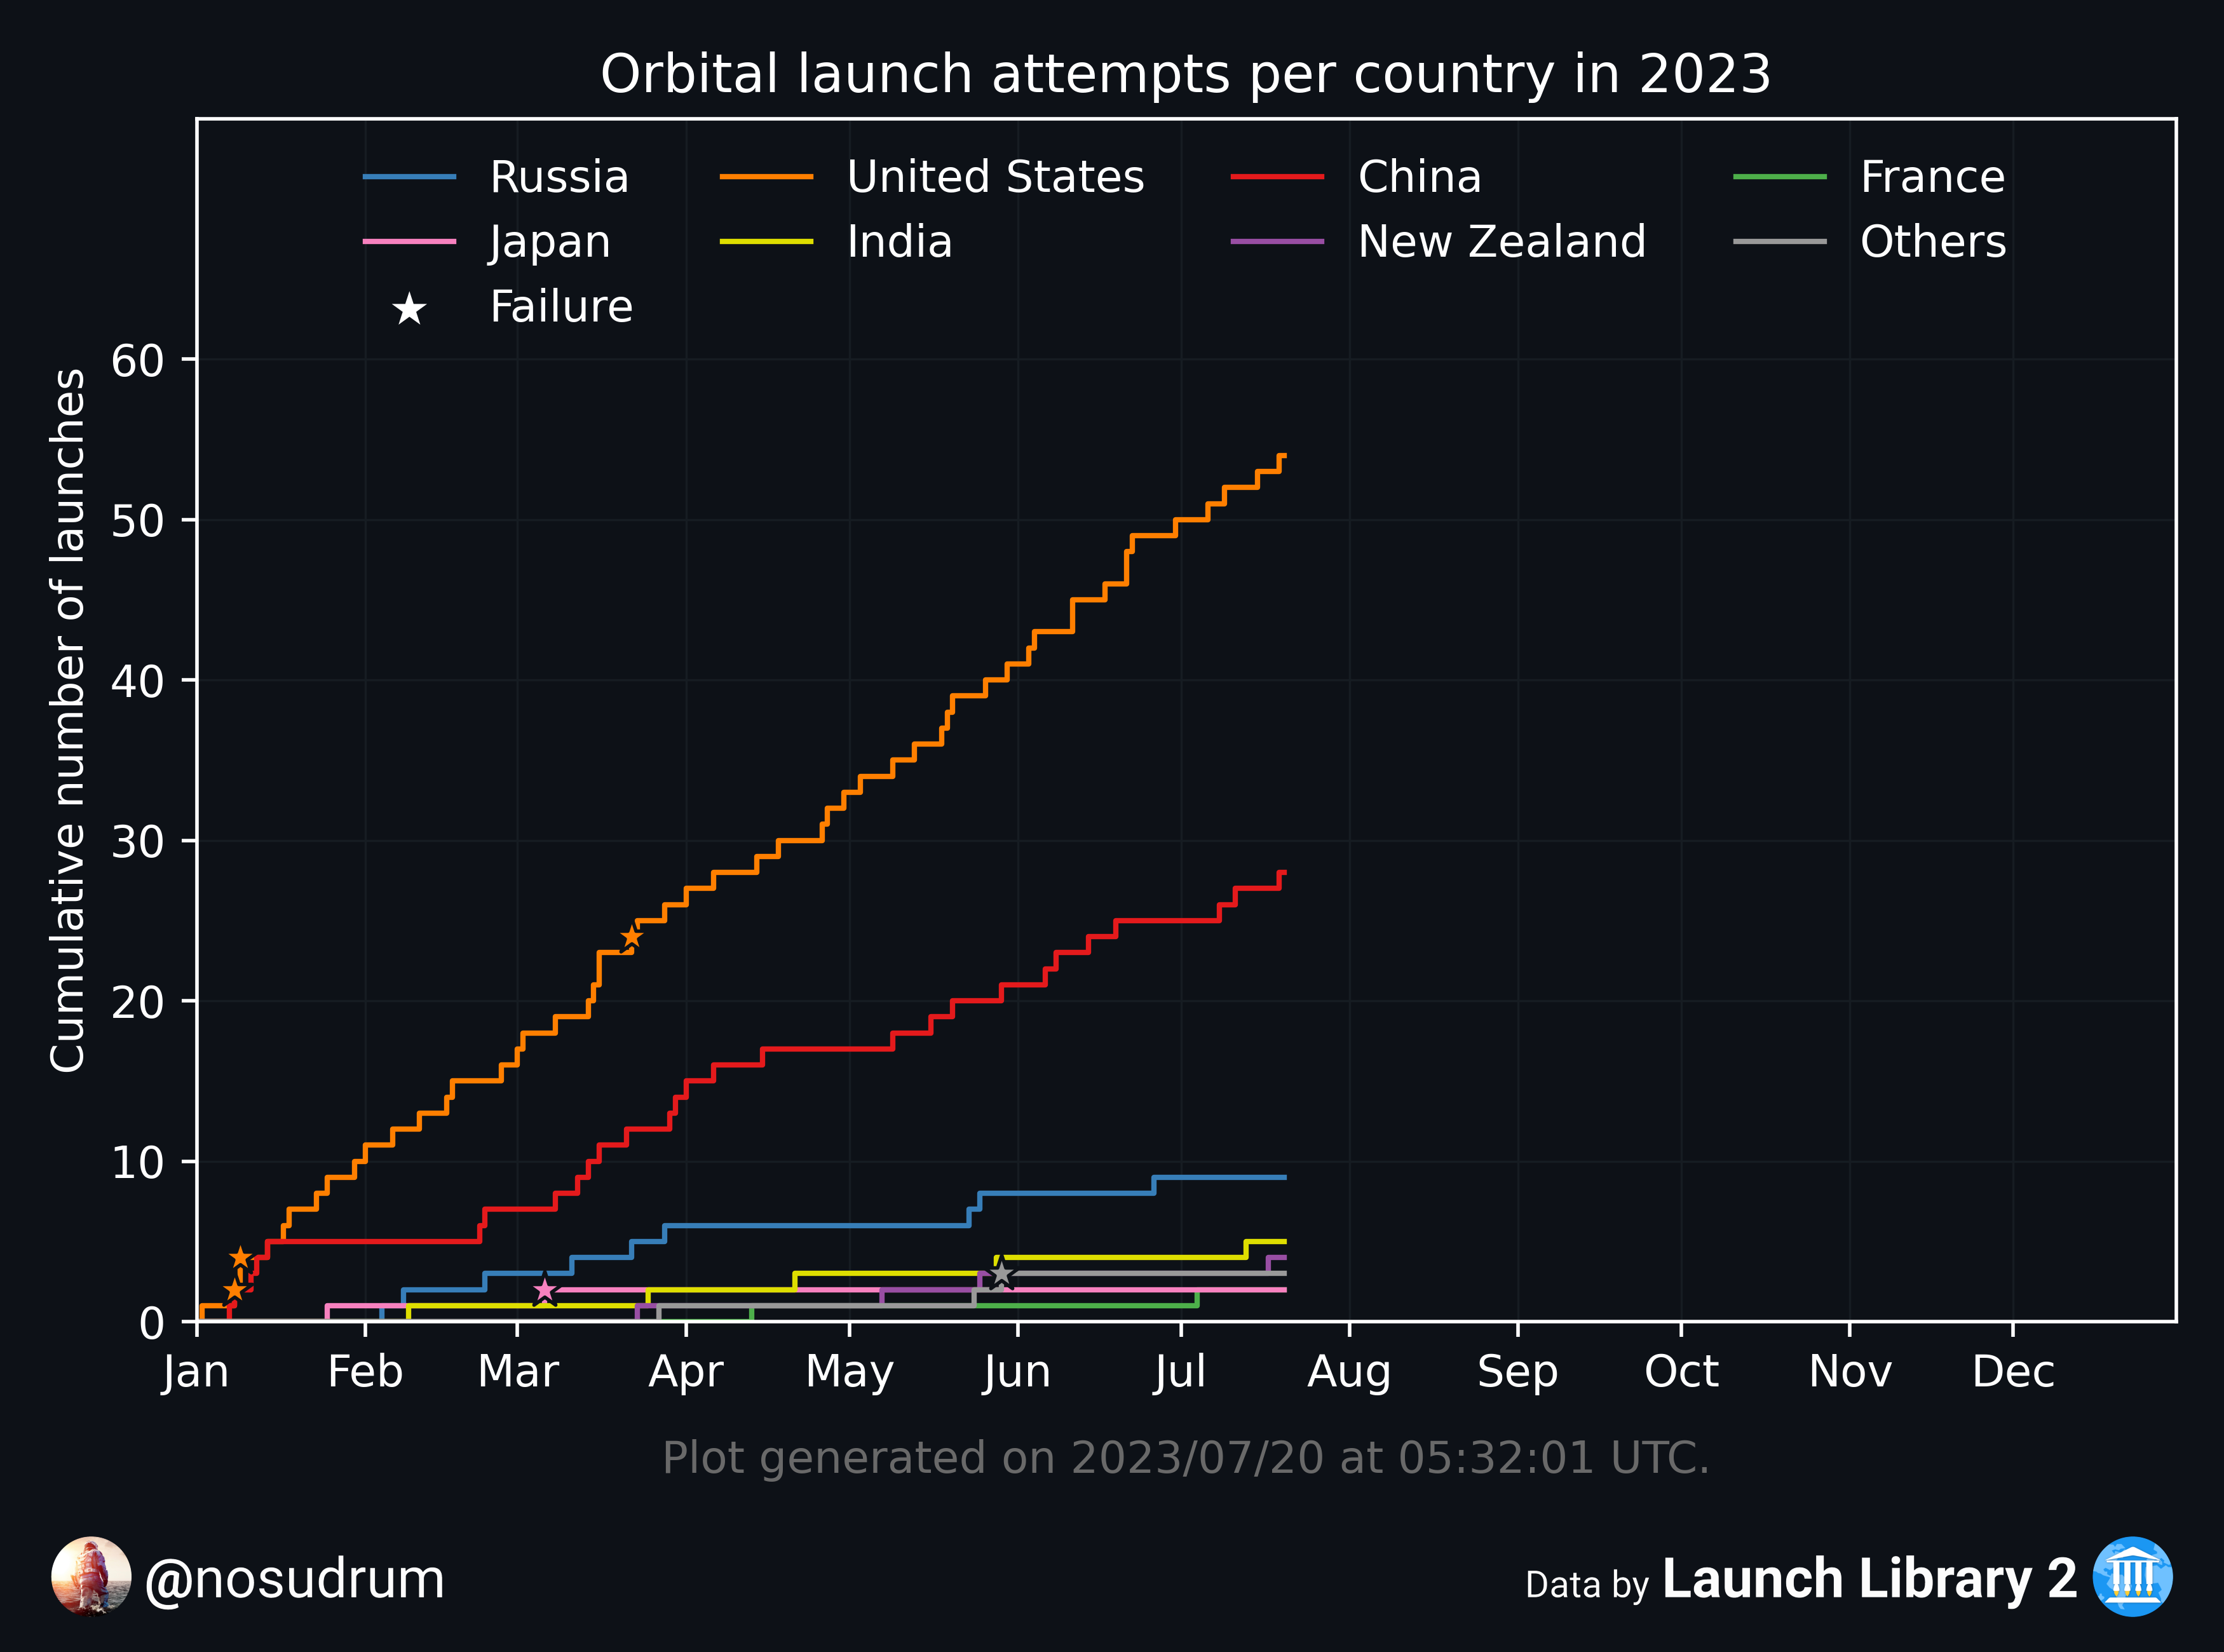 Orbital launch attempts per country in 2023
Russia United States China France
Japan India New Zealand Others
Failure
Cumulative number of launches
60
50
40
30
20
10
0
Jan Feb Mar Apr May Jun Jul Aug Sep Oct Nov Dec
Plot generated on 2023/07/20 at 05:32:01 UTC.
@nosudrum
Data by Launch Library 2